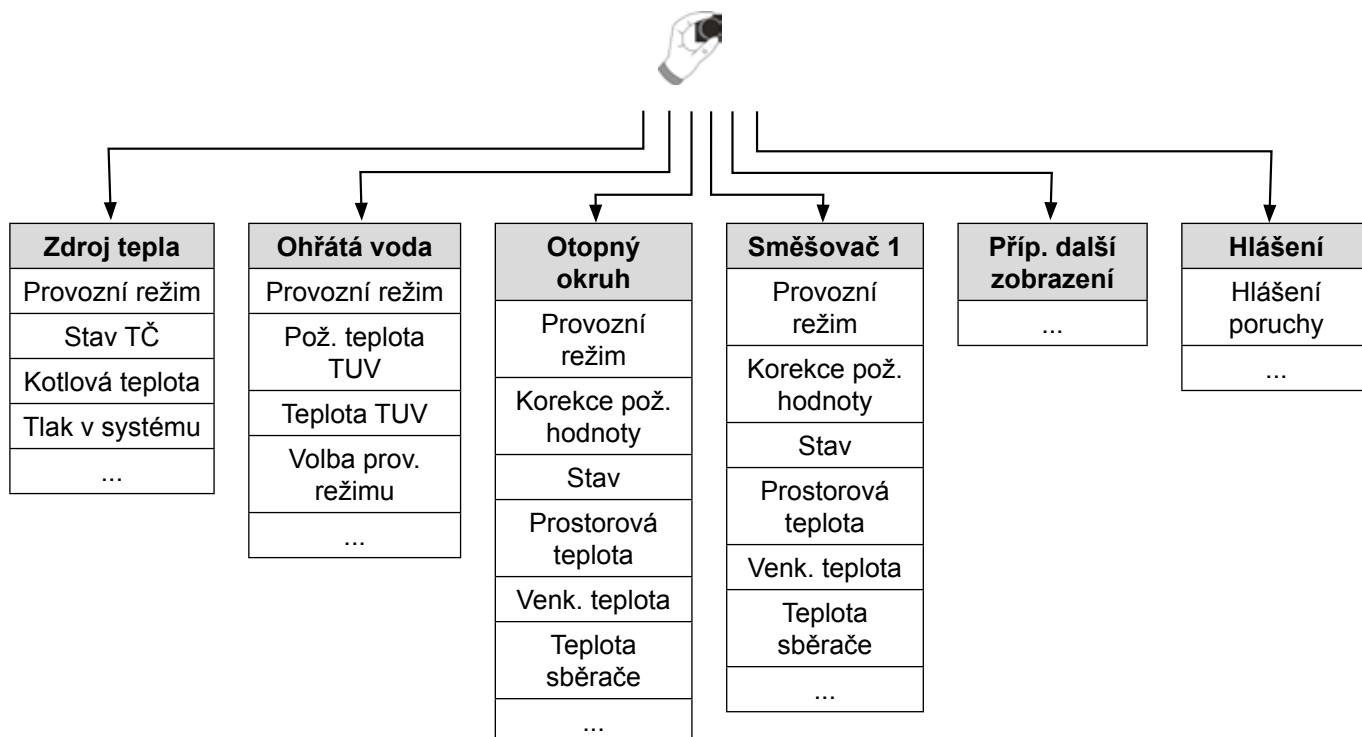 Zdroj tepla
Provozní režim
Stav TČ
Kotlová teplota
Tlak v systému
...
Ohřátá voda
Provozní režim
Pož. teplota
TUV
Teplota TUV
Volba prov.
režimu
...
Otopný
okruh
Provozní
režim
Korekce pož.
hodnoty
Stav
Prostorová
teplota
Venk. teplota
Teplota
sběrače
...
Směšovač 1
Provozní
režim
Korekce pož.
hodnoty
Stav
Prostorová
teplota
Venk. teplota
Teplota
sběrače
...
Příp. další
zobrazení
...
Hlášení
Hlášení
poruchy
...